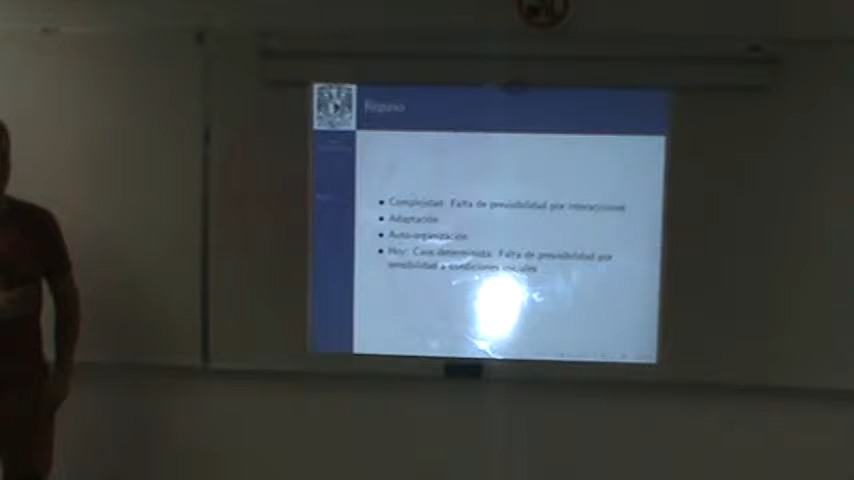 Repaso
Complejidad: Falta de previsibilidad por interacciones
Adaptación
Auto-organización
Hoy: Caos determinista: Falta de previsibilidad por
sensibilidad a condiciones iniciales